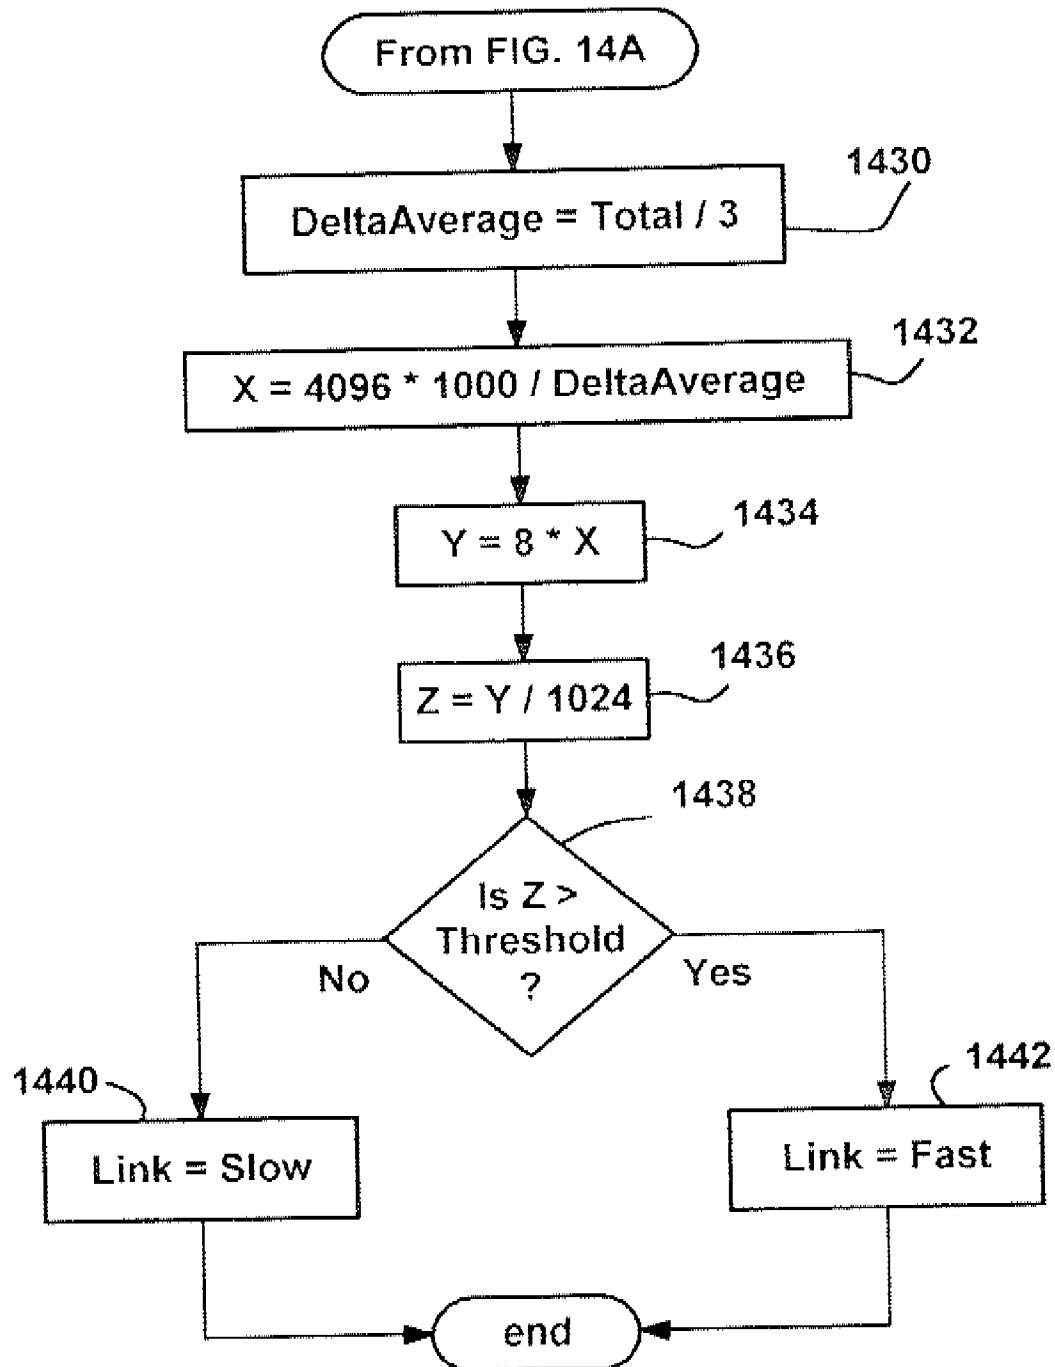 From FIG. 14A
1430
DeltaAverage = Total / 3
1432
X = 4096 * 1000 / DeltaAverage
1434
Y = 8 * X
1436
Z = Y / 1024
1438
Is Z >
Threshold
?
No
Yes
1440
1442
Link = Slow
Link = Fast
end